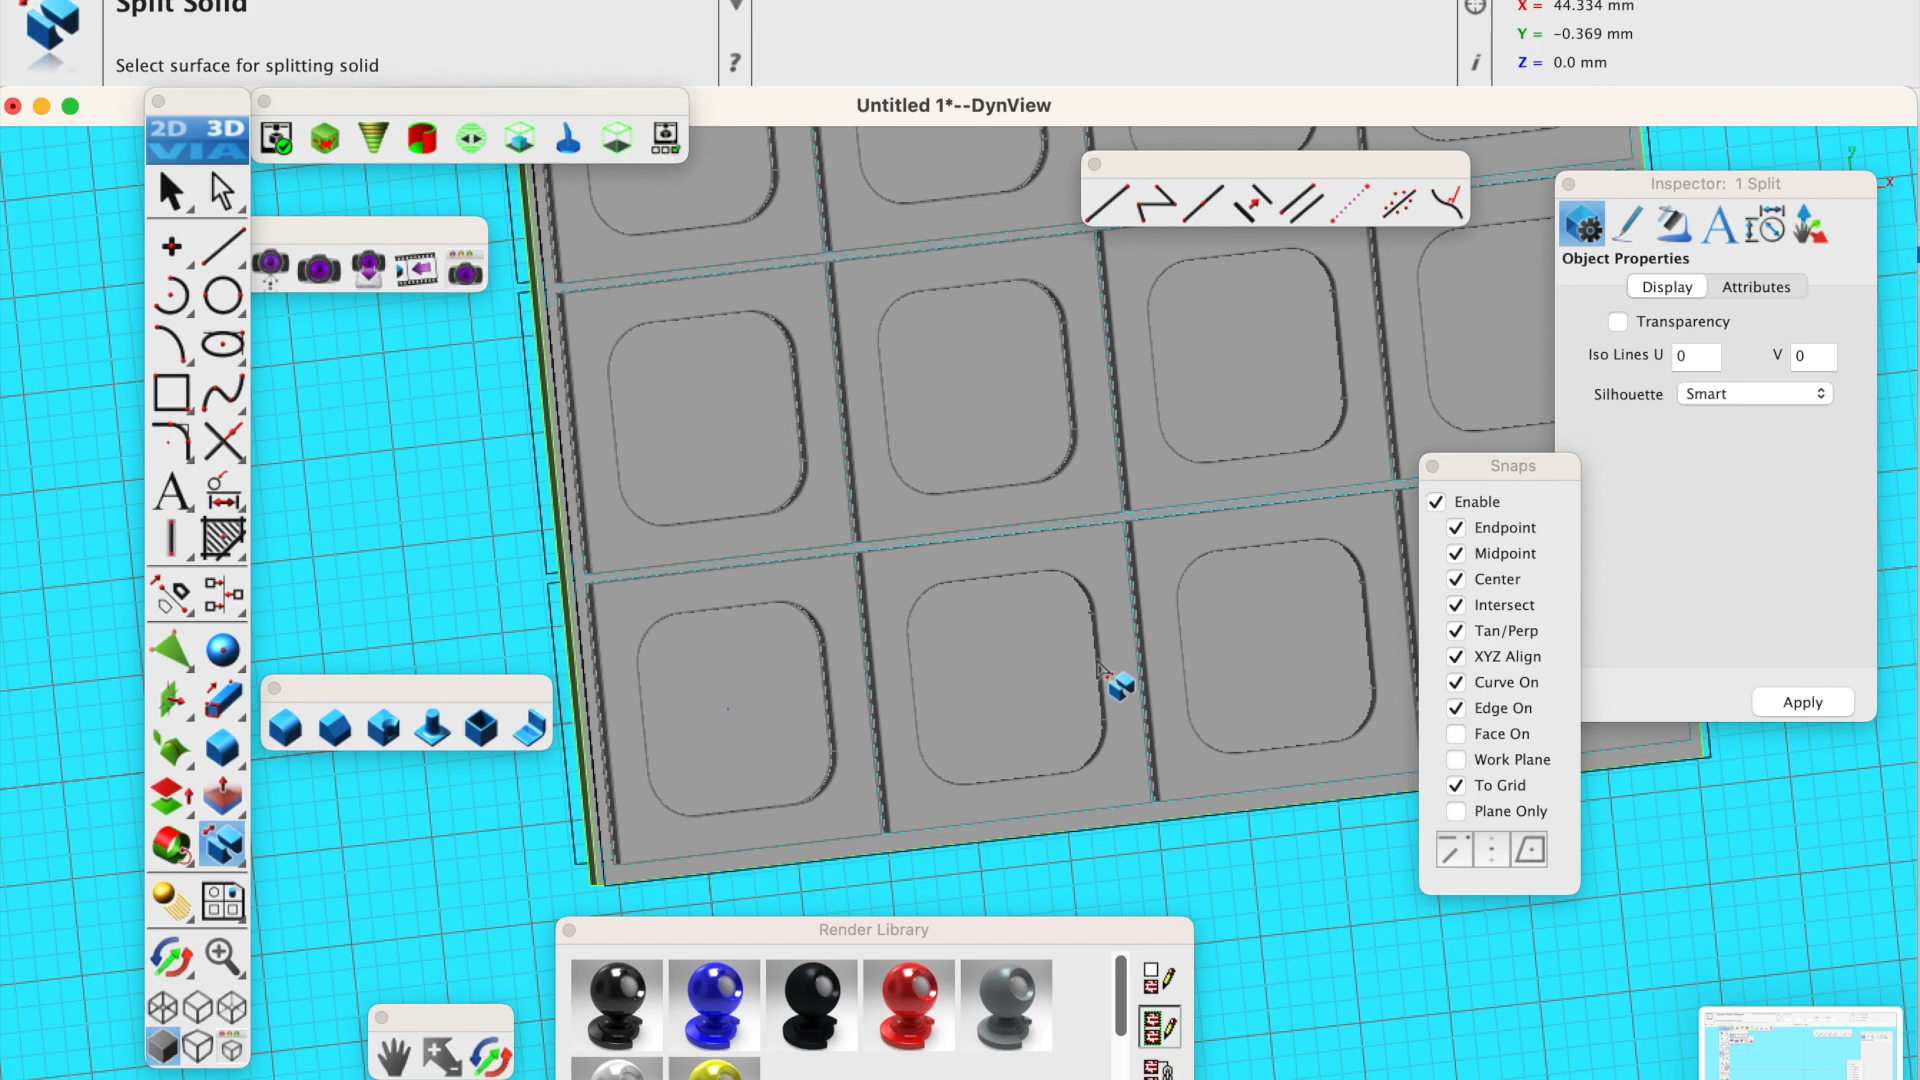 Split Solid
Select surface for splitting solid
?
i
X = 44.334 mm
Y = -0.369 mm
Z = 0.0 mm
Untitled 1*--DynView
2D 3D
VIA
A
A
Y
X
Inspector: 1 Split
A
Object Properties
Display Attributes
Transparency
Iso Lines U 0 V 0
Silhouette Smart
Apply
Snaps
Enable
Endpoint
Midpoint
Center
Intersect
Tan/Perp
XYZ Align
Curve On
Edge On
Face On
Work Plane
To Grid
Plane Only
Render Library